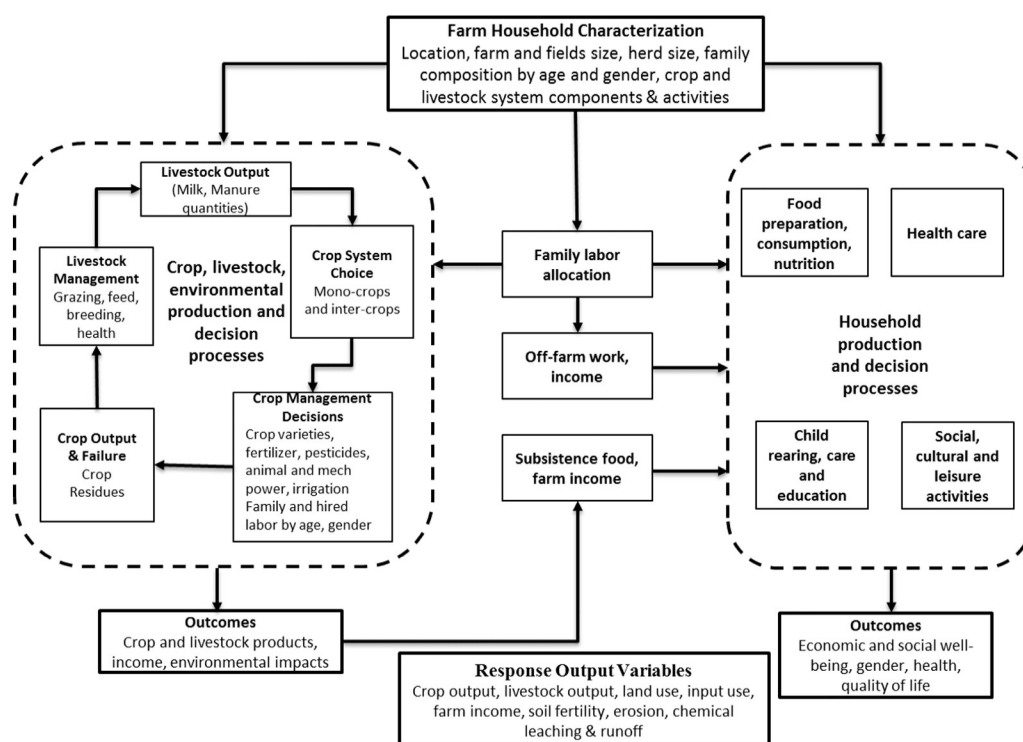 Farm Household Characterization
Location, farm and fields size, herd size, family
composition by age and gender, crop and
livestock system components & activities
Livestock Output
(Milk, Manure
quantities)
Livestock
Management
Grazing, feed,
breeding,
health
Crop, livestock,
environmental
production and
decision
processes
Crop System
Choice
Mono-crops
and inter-crops
Crop Management
Decisions
Crop varieties,
fertilizer, pesticides,
animal and mech
power, irrigation
Family and hired
labor by age, gender
Crop Output
& Failure
Crop
Residues
Family labor
allocation
Off-farm work,
income
Subsistence food,
farm income
Food
preparation,
consumption,
nutrition
Health care
Household
production
and decision
processes
Child
rearing, care
and
education
Social,
cultural and
leisure
activities
Outcomes
Crop and livestock products,
income, environmental impacts
Response Output Variables
Crop output, livestock output, land use, input use,
farm income, soil fertility, erosion, chemical
leaching & runoff
Outcomes
Economic and social well-
being, gender, health,
quality of life